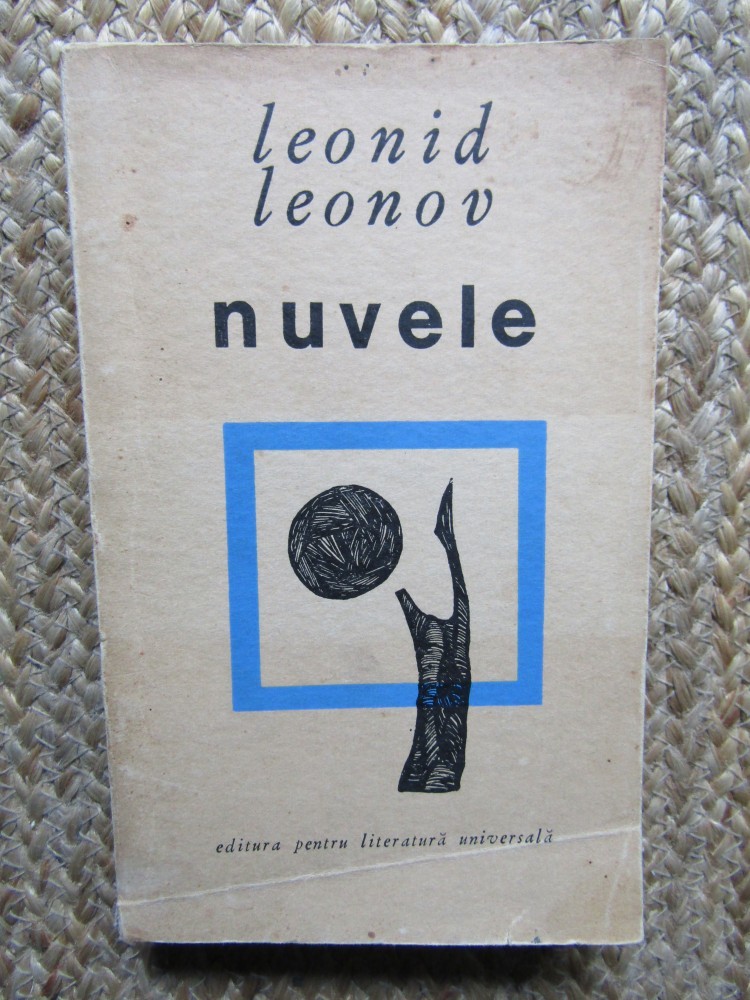 leonid
leonov
nuvele
editura pentru literatură universală